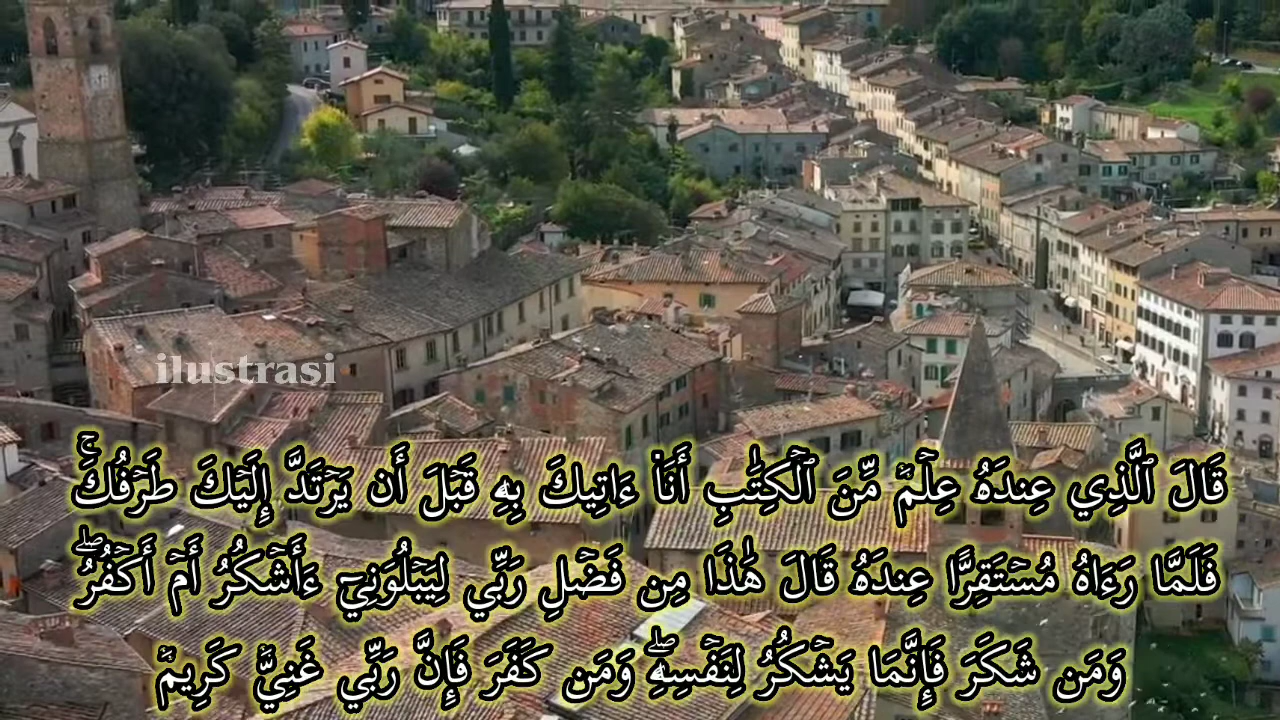 ilustrasi
قَالَ ٱلَّذِي عِندَهُۥ عِلۡمٞ مِّنَ ٱلۡكِتَٰبِ أَنَا۠ ءَاتِيكَ بِهِۦ قَبۡلَ أَن يَرۡتَدَّ إِلَيۡكَ طَرۡفُكَۚ
فَلَمَّا رَءَاهُ مُسۡتَقِرًّا عِندَهُۥ قَالَ هَٰذَا مِن فَضۡلِ رَبِّي لِيَبۡلُوَنِيٓ ءَأَشۡكُرُ أَمۡ أَكۡفُرُۖ
وَمَن شَكَرَ فَإِنَّمَا يَشۡكُرُ لِنَفۡسِهِۦۖ وَمَن كَفَرَ فَإِنَّ رَبِّي غَنِيّٞ كَرِيمٞ